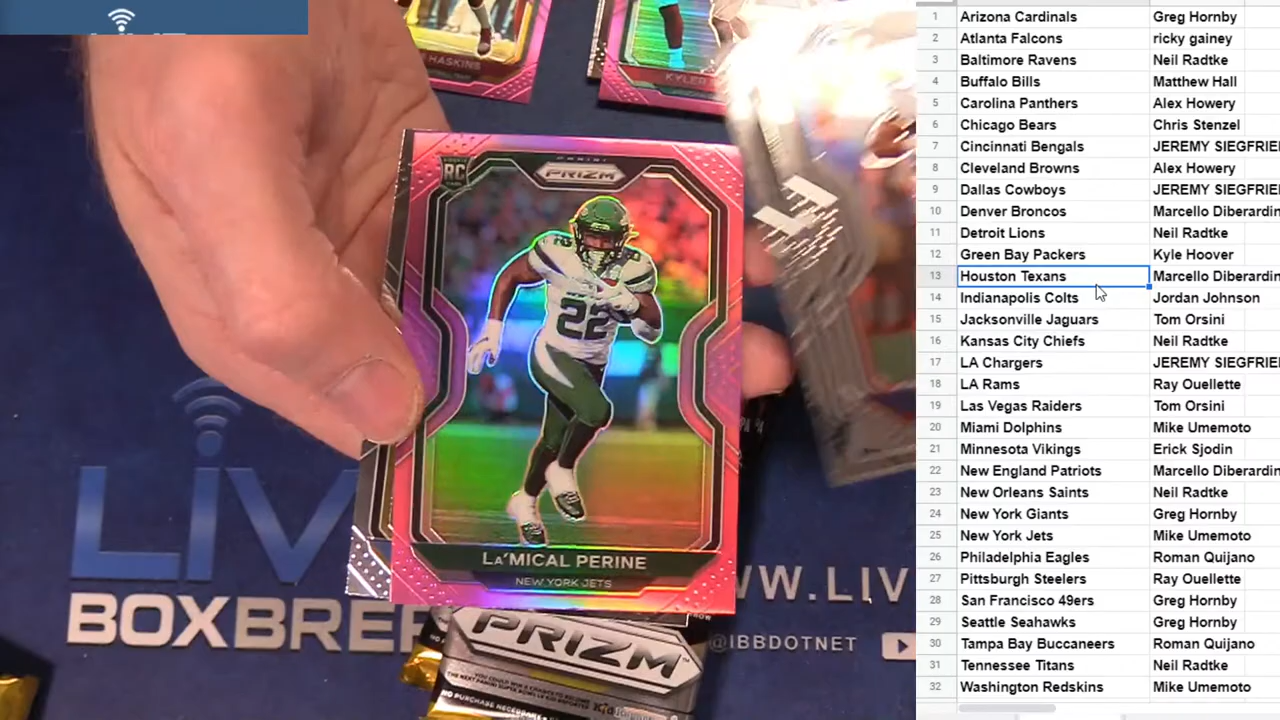 HASKINS
KYLER
RC
PANINI
PRIZM
22
22
LA'MICAL PERINE
NEW YORK JETS
LIV
BOXBRE
WW.LIV
@IBBDOTNET
PRIZM
NO PURCHASE NECESSARY
1 Arizona Cardinals Greg Hornby
2 Atlanta Falcons ricky gainey
3 Baltimore Ravens Neil Radtke
4 Buffalo Bills Matthew Hall
5 Carolina Panthers Alex Howery
6 Chicago Bears Chris Stenzel
7 Cincinnati Bengals JEREMY SIEGFRIE
8 Cleveland Browns Alex Howery
9 Dallas Cowboys JEREMY SIEGFRIE
10 Denver Broncos Marcello Diberardin
11 Detroit Lions Neil Radtke
12 Green Bay Packers Kyle Hoover
13 Houston Texans Marcello Diberardin
14 Indianapolis Colts Jordan Johnson
15 Jacksonville Jaguars Tom Orsini
16 Kansas City Chiefs Neil Radtke
17 LA Chargers JEREMY SIEGFRIE
18 LA Rams Ray Ouellette
19 Las Vegas Raiders Tom Orsini
20 Miami Dolphins Mike Umemoto
21 Minnesota Vikings Erick Sjodin
22 New England Patriots Marcello Diberardin
23 New Orleans Saints Neil Radtke
24 New York Giants Greg Hornby
25 New York Jets Mike Umemoto
26 Philadelphia Eagles Roman Quijano
27 Pittsburgh Steelers Ray Ouellette
28 San Francisco 49ers Greg Hornby
29 Seattle Seahawks Greg Hornby
30 Tampa Bay Buccaneers Roman Quijano
31 Tennessee Titans Neil Radtke
32 Washington Redskins Mike Umemoto